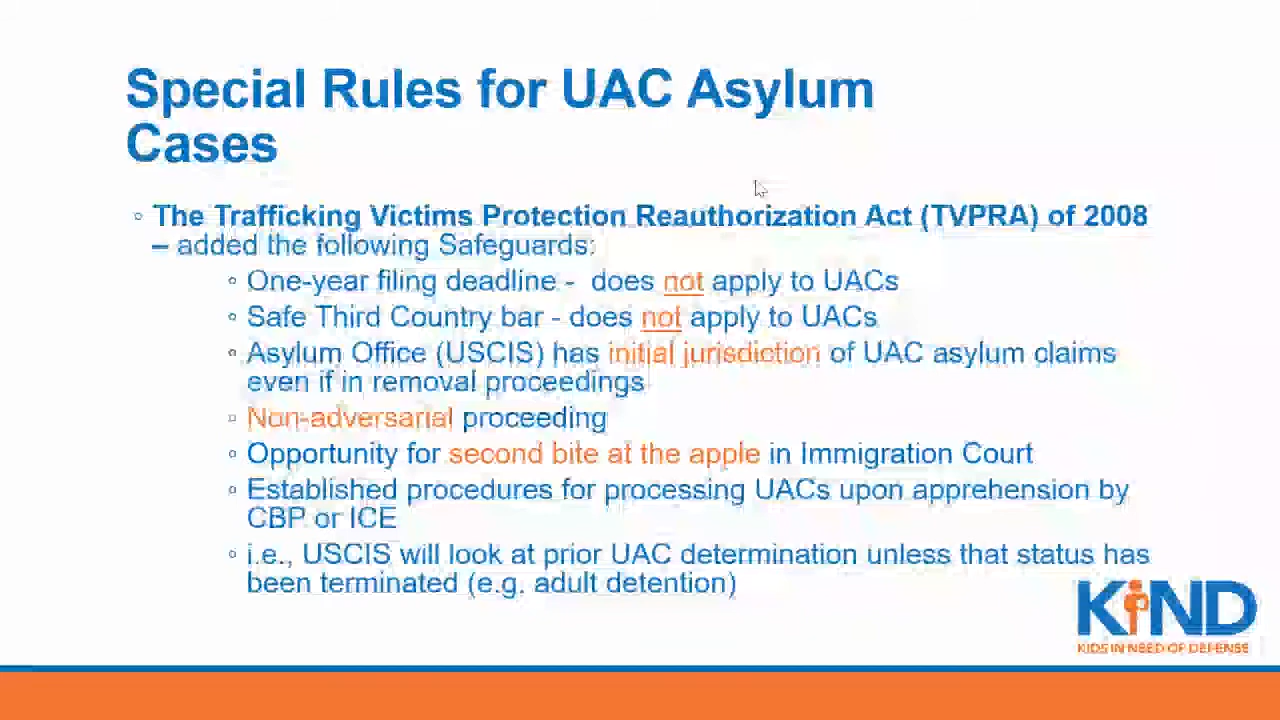 Special Rules for UAC Asylum
Cases
◦ The Trafficking Victims Protection Reauthorization Act (TVPRA) of 2008
– added the following Safeguards:
◦ One-year filing deadline - does not apply to UACs
◦ Safe Third Country bar - does not apply to UACs
◦ Asylum Office (USCIS) has initial jurisdiction of UAC asylum claims
even if in removal proceedings
◦ Non-adversarial proceeding
◦ Opportunity for second bite at the apple in Immigration Court
◦ Established procedures for processing UACs upon apprehension by
CBP or ICE
◦ i.e., USCIS will look at prior UAC determination unless that status has
been terminated (e.g. adult detention)
KIND
KIDS IN NEED OF DEFENSE